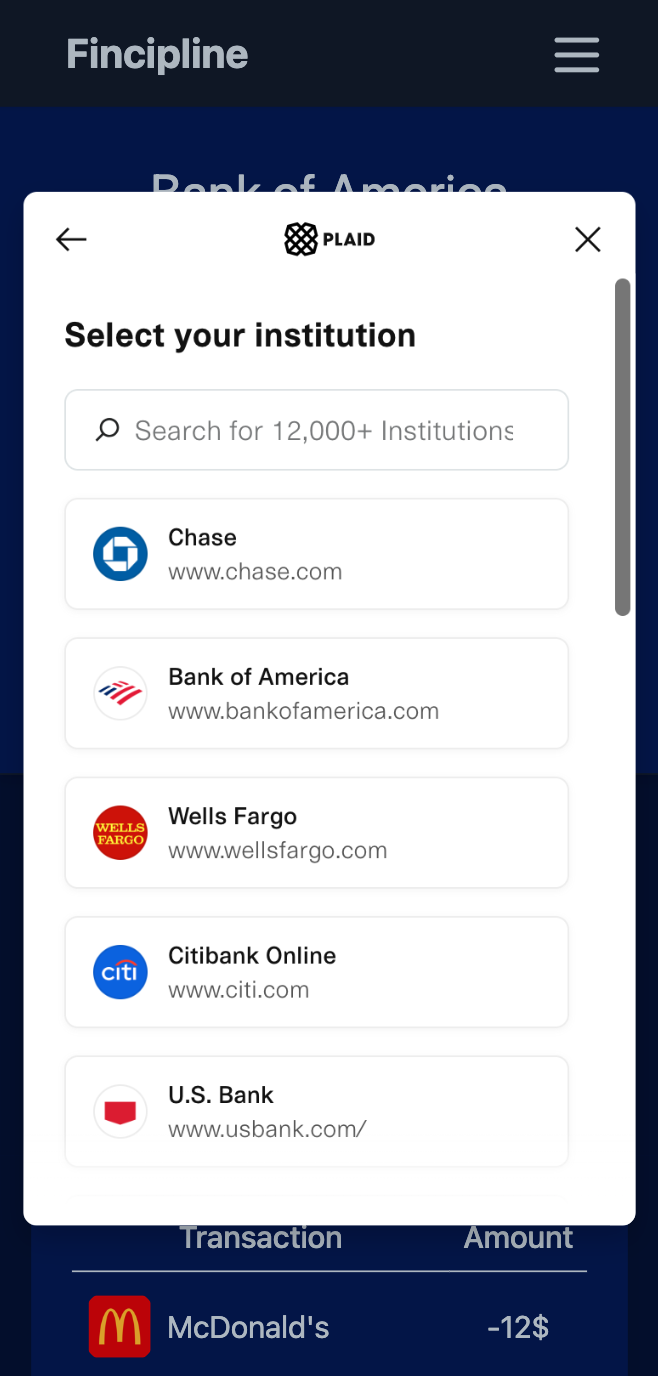 Fincipline
Bank of America
PLAID
Select your institution
Search for 12,000+ Institutions
Chase
www.chase.com
Bank of America
www.bankofamerica.com
WELLS
FARGO
Wells Fargo
www.wellsfargo.com
citi
Citibank Online
www.citi.com
U.S. Bank
www.usbank.com/
Transaction Amount
McDonald's -12$